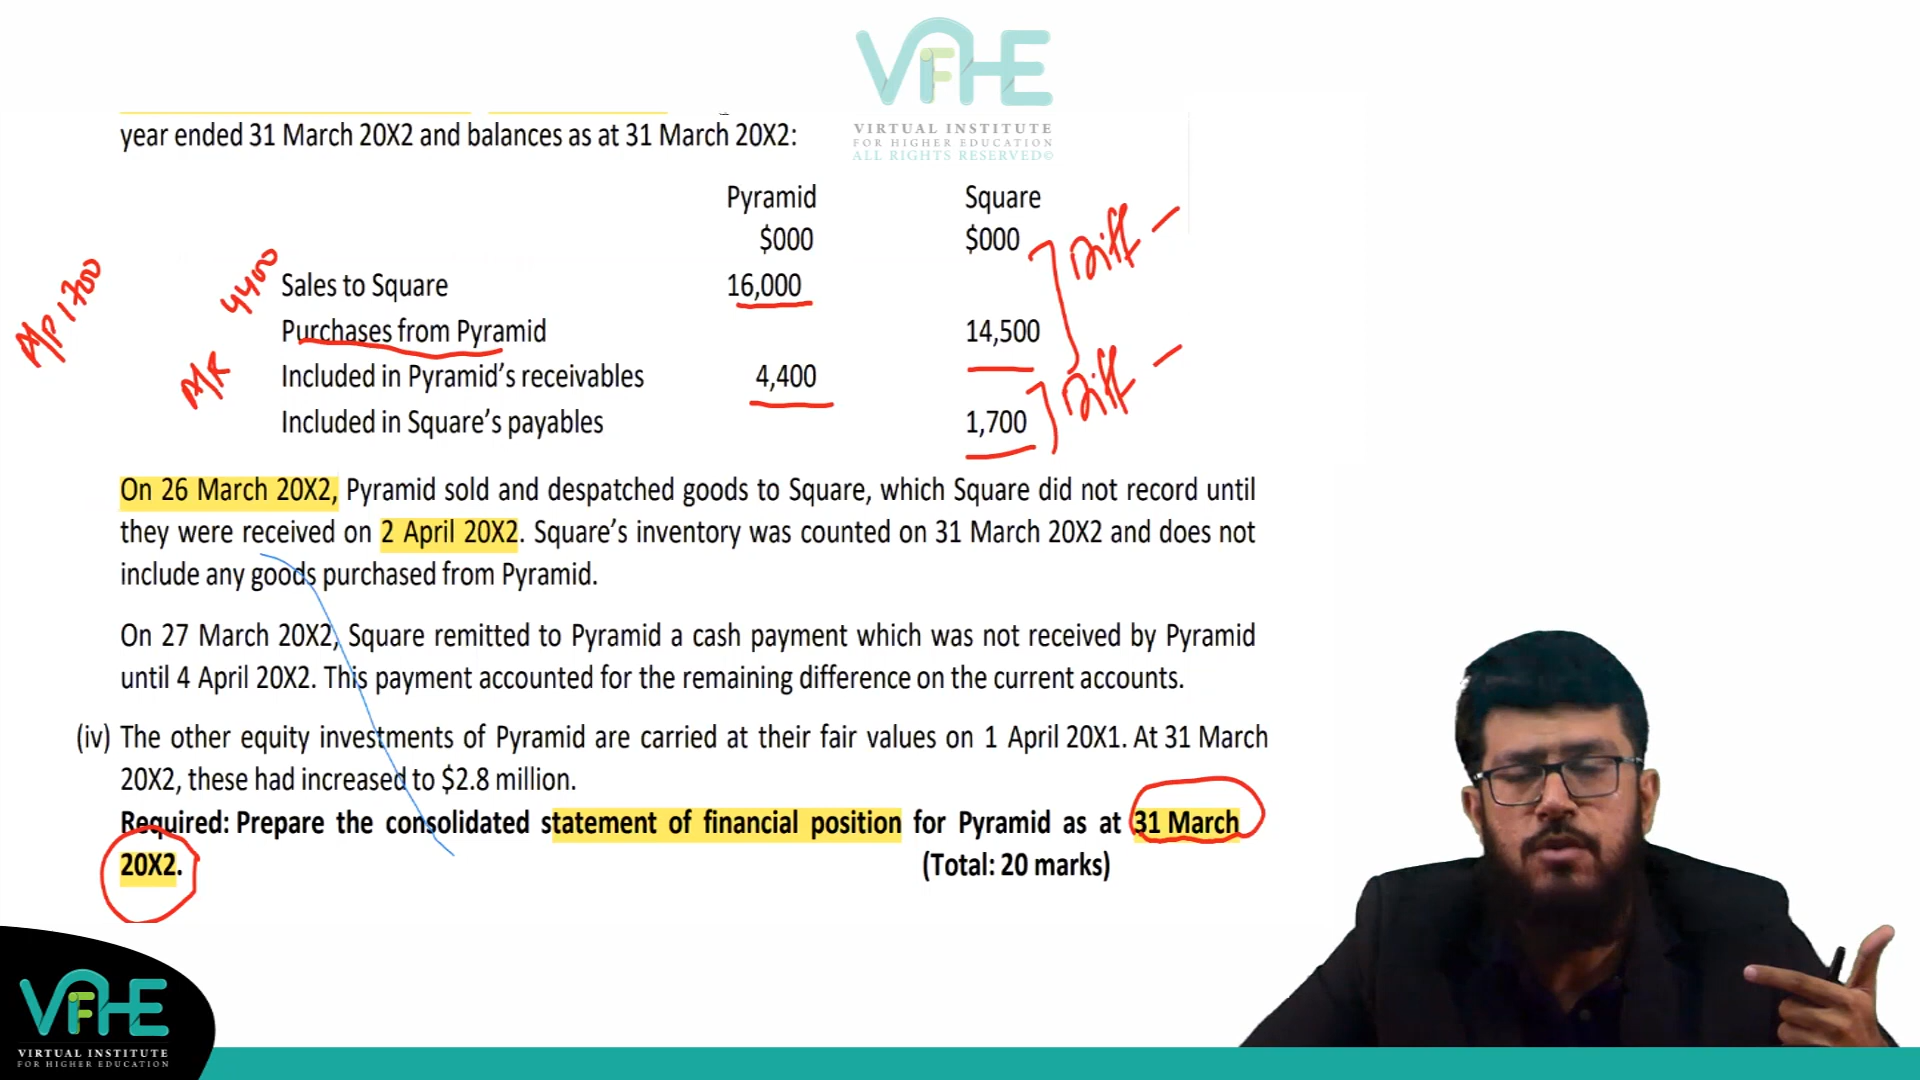 VFHE
VIRTUAL INSTITUTE
FOR HIGHER EDUCATION
ALL RIGHTS RESERVED©
year ended 31 March 20X2 and balances as at 31 March 20X2:
Pyramid Square
$000 $000
Sales to Square 16,000
Purchases from Pyramid 14,500
Included in Pyramid's receivables 4,400
Included in Square's payables 1,700
A/P 1700
A/R 4400
Diff –
Diff –
On 26 March 20X2, Pyramid sold and despatched goods to Square, which Square did not record until
they were received on 2 April 20X2. Square's inventory was counted on 31 March 20X2 and does not
include any goods purchased from Pyramid.
On 27 March 20X2, Square remitted to Pyramid a cash payment which was not received by Pyramid
until 4 April 20X2. This payment accounted for the remaining difference on the current accounts.
(iv) The other equity investments of Pyramid are carried at their fair values on 1 April 20X1. At 31 March
20X2, these had increased to $2.8 million.
Required: Prepare the consolidated statement of financial position for Pyramid as at 31 March
20X2. (Total: 20 marks)
VFHE
VIRTUAL INSTITUTE
FOR HIGHER EDUCATION